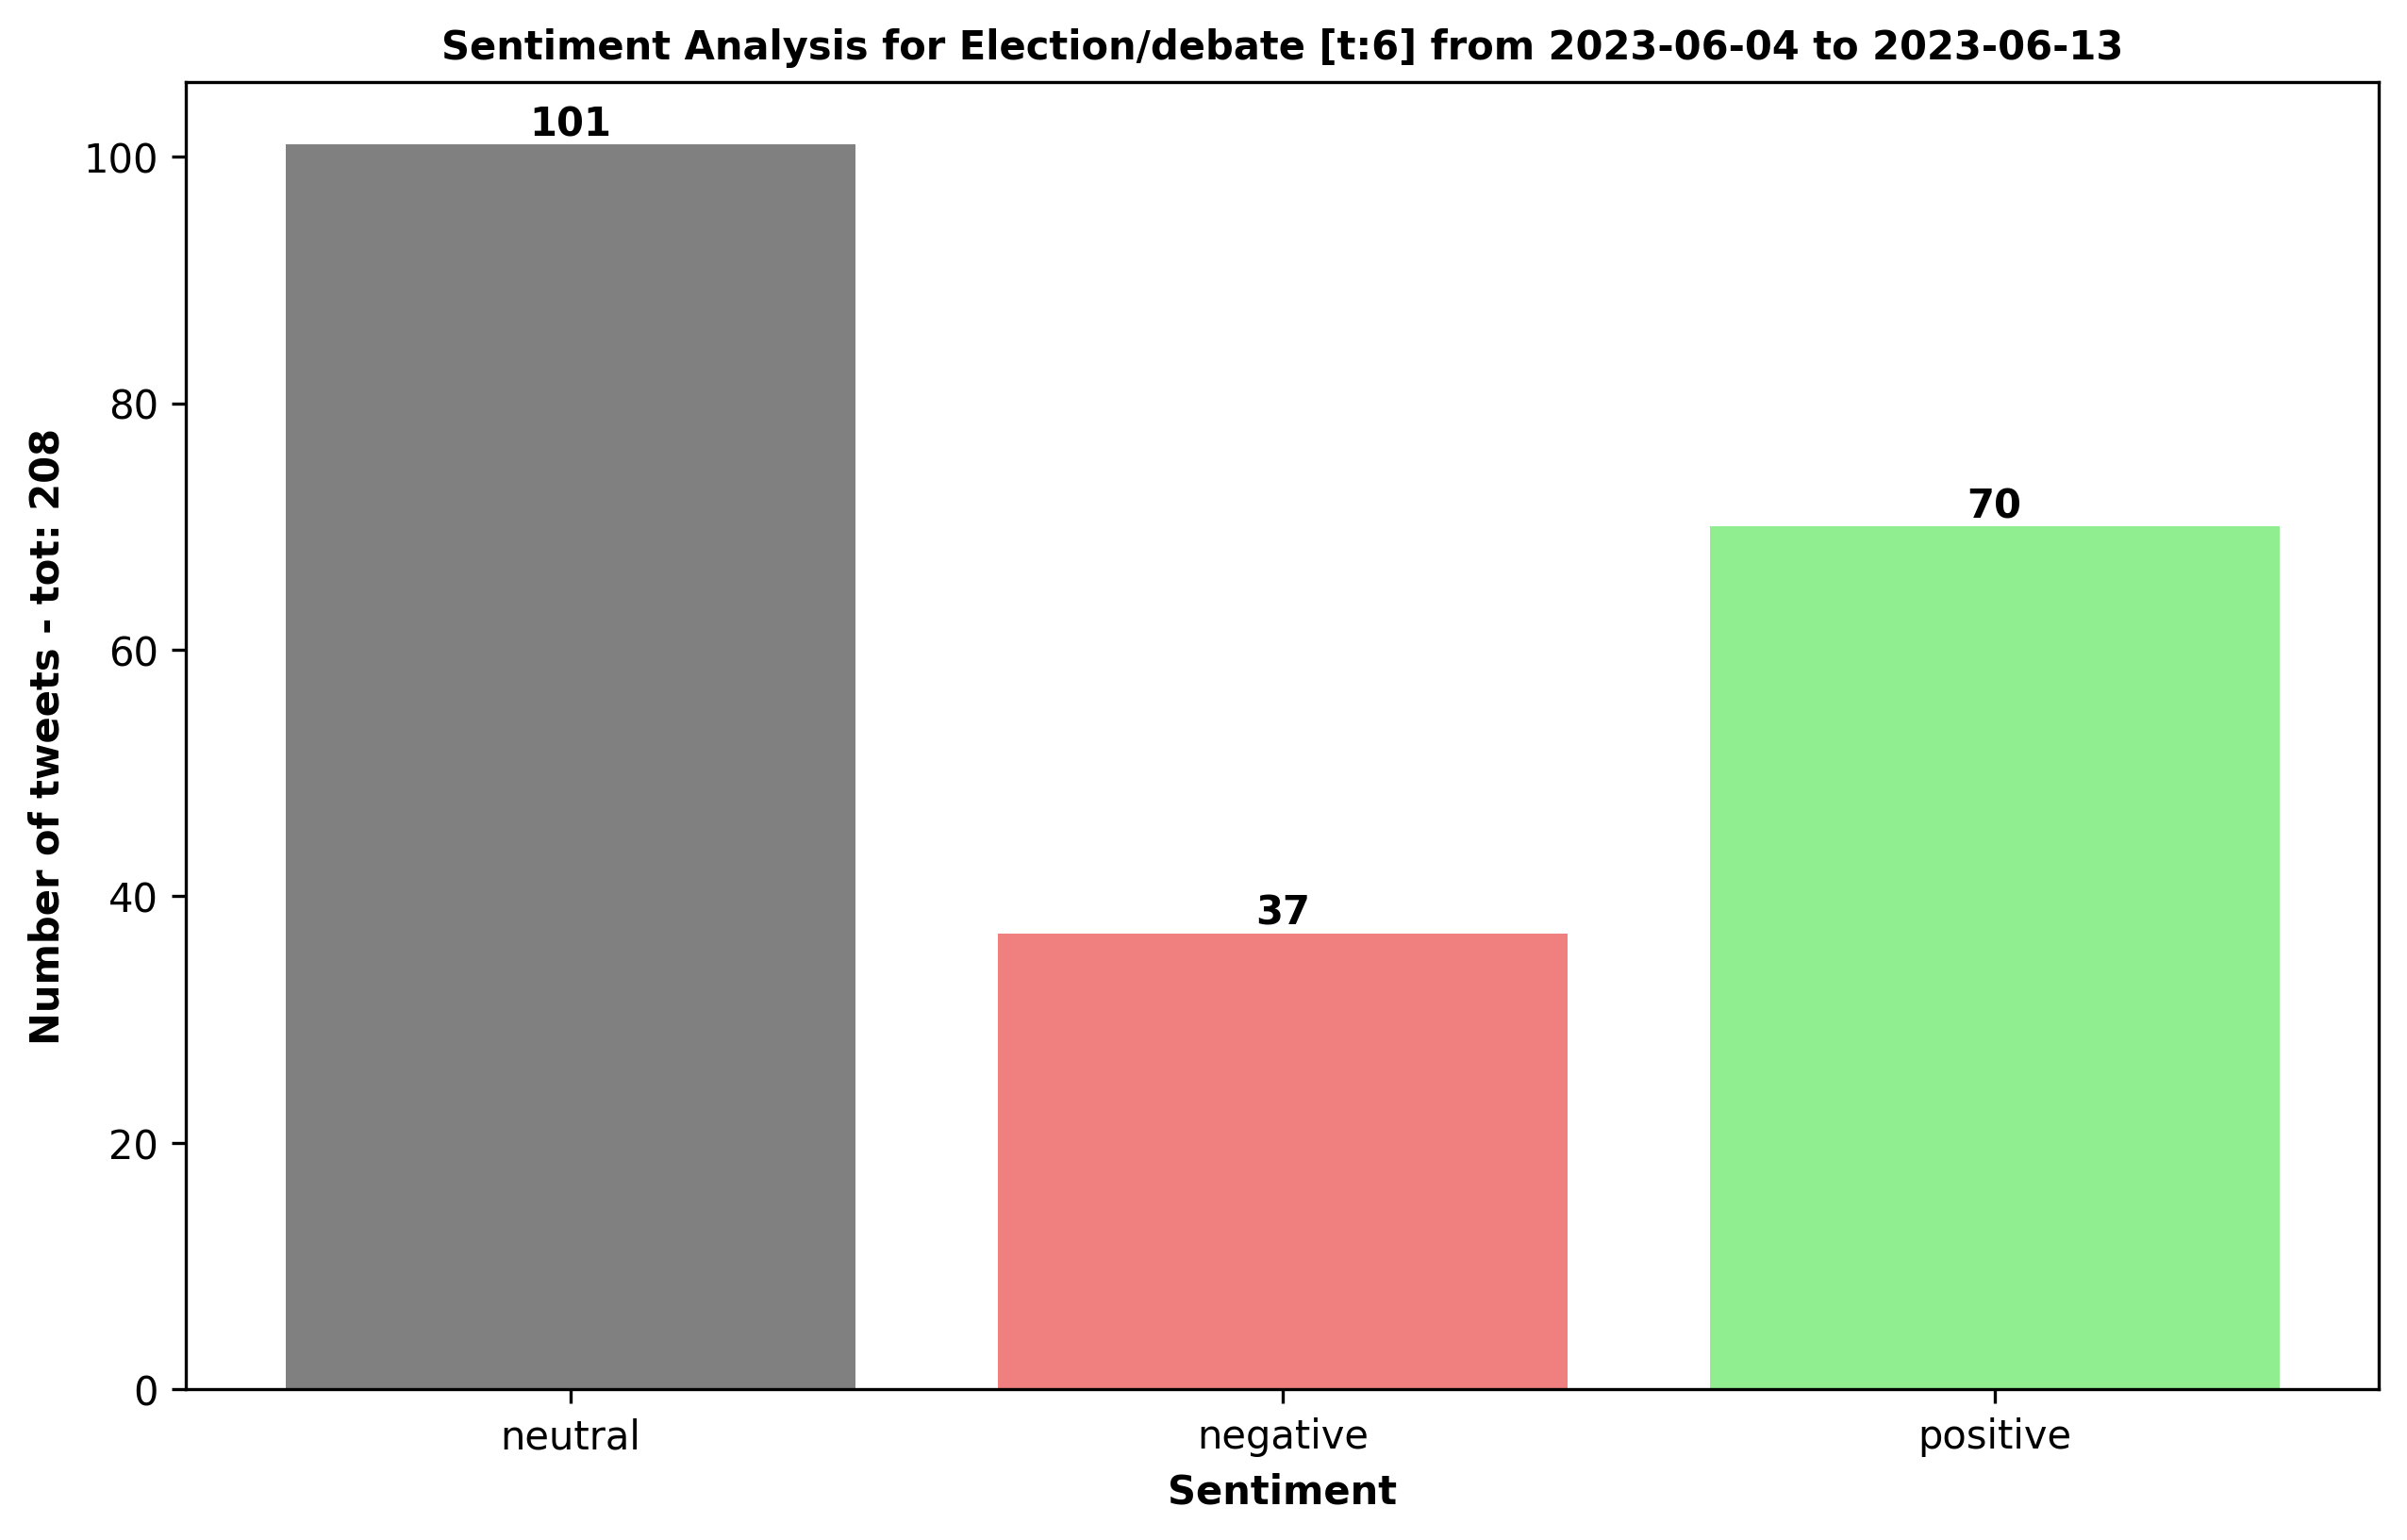 Sentiment Analysis for Election/debate [t:6] from 2023-06-04 to 2023-06-13
Number of tweets - tot: 208
100
80
60
40
20
0
101
37
70
neutral
negative
positive
Sentiment